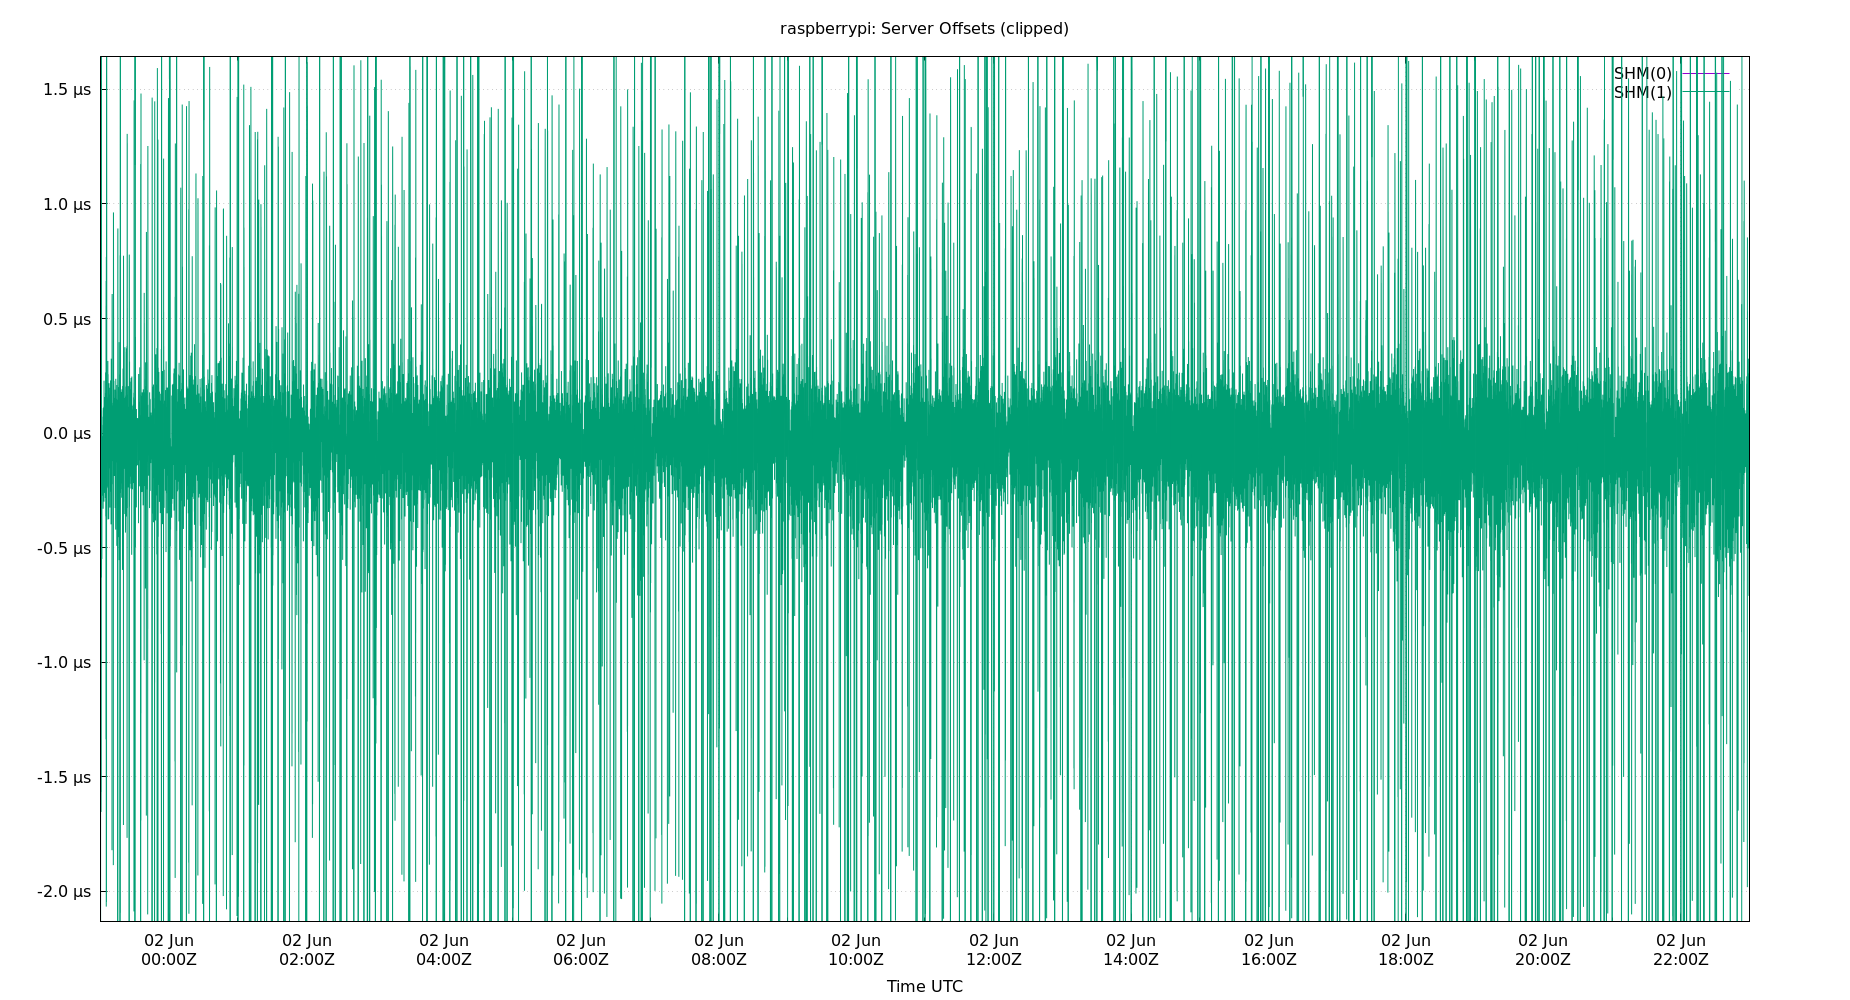 raspberrypi: Server Offsets (clipped)
SHM(0)
SHM(1)
1.5 μs
1.0 μs
0.5 μs
0.0 μs
-0.5 μs
-1.0 μs
-1.5 μs
-2.0 μs
02 Jun 02 Jun 02 Jun 02 Jun 02 Jun 02 Jun 02 Jun 02 Jun 02 Jun 02 Jun 02 Jun 02 Jun
00:00Z 02:00Z 04:00Z 06:00Z 08:00Z 10:00Z 12:00Z 14:00Z 16:00Z 18:00Z 20:00Z 22:00Z
Time UTC